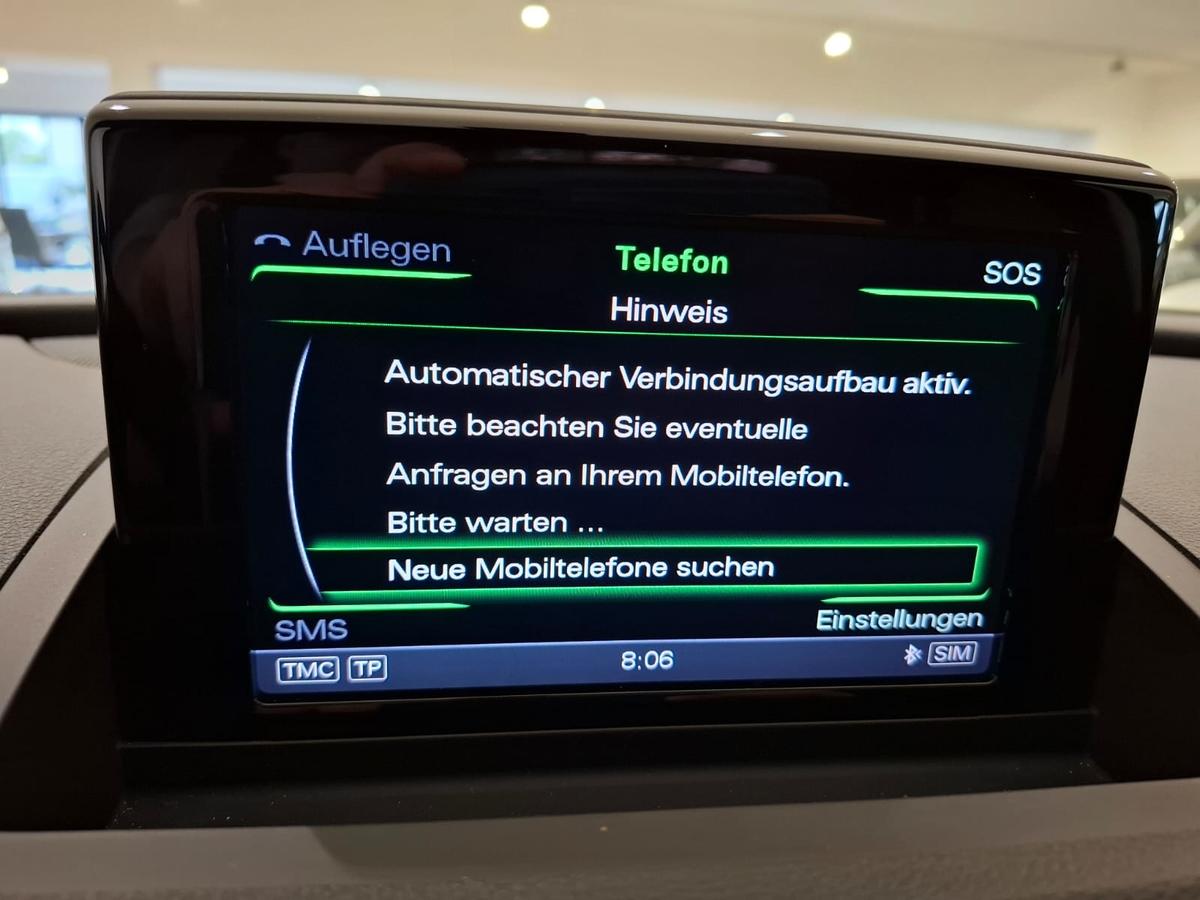 Auflegen
Telefon
SOS
Hinweis
Automatischer Verbindungsaufbau aktiv.
Bitte beachten Sie eventuelle
Anfragen an Ihrem Mobiltelefon.
Bitte warten ...
Neue Mobiltelefone suchen
SMS
Einstellungen
TMC TP
8:06
SIM